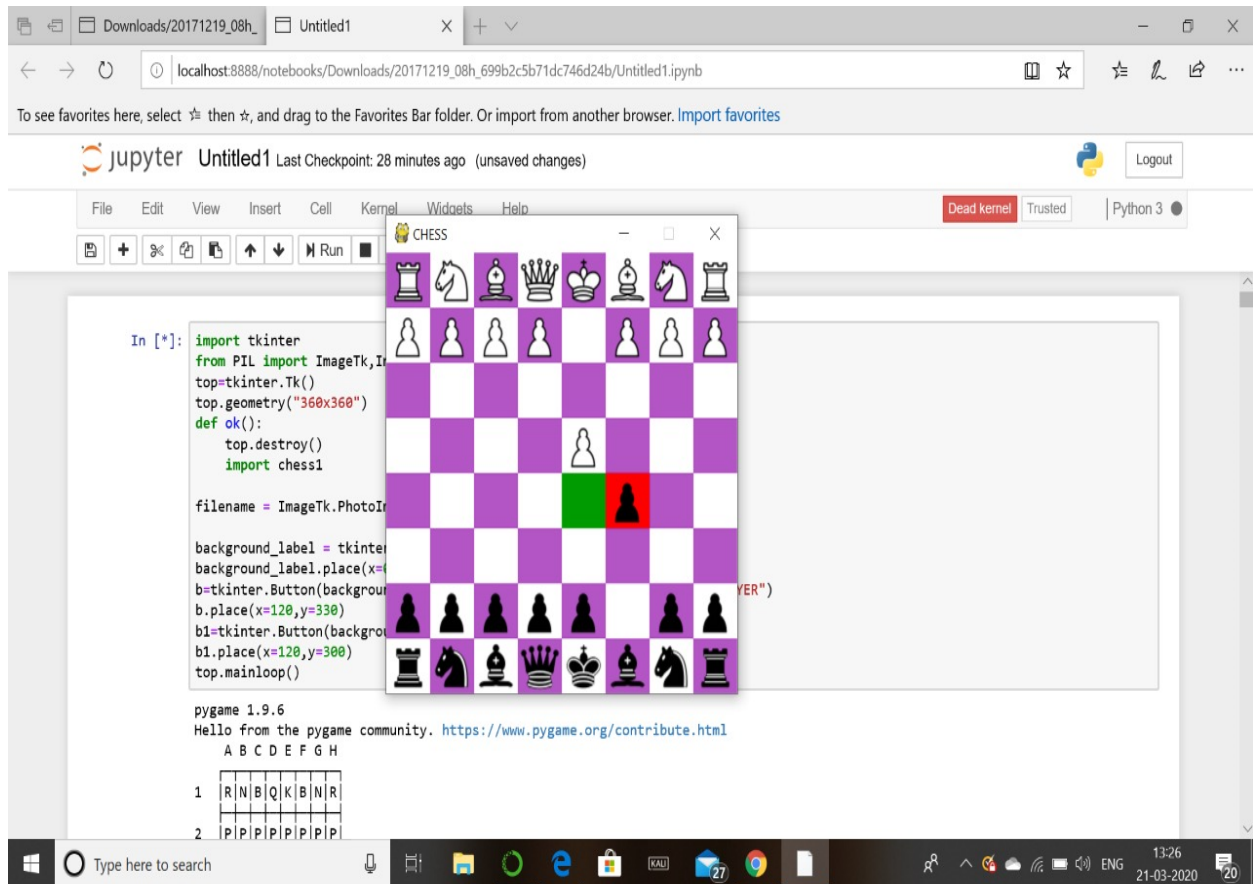 Downloads/20171219_08h_
Untitled1
localhost:8888/notebooks/Downloads/20171219_08h_699b2c5b71dc746d24b/Untitled1.ipynb
To see favorites here, select ☆ then ☆, and drag to the Favorites Bar folder. Or import from another browser. Import favorites
jupyter Untitled1 Last Checkpoint: 28 minutes ago (unsaved changes)
Logout
File Edit View Insert Cell Kernel Widgets Help
Dead kernel Trusted Python 3
Run
CHESS
In [*]: import tkinter
from PIL import ImageTk,I
top=tkinter.Tk()
top.geometry("360x360")
def ok():
    top.destroy()
    import chess1
filename = ImageTk.PhotoI
background_label = tkinter
background_label.place(x=
b=tkinter.Button(backgrou YER")
b.place(x=120,y=330)
b1=tkinter.Button(backgrou
b1.place(x=120,y=300)
top.mainloop()
pygame 1.9.6
Hello from the pygame community. https://www.pygame.org/contribute.html
A B C D E F G H
1 |R|N|B|Q|K|B|N|R|
2 |P|P|P|P|P|P|P|P|
Type here to search
KALI
27
ENG
13:26
21-03-2020
20